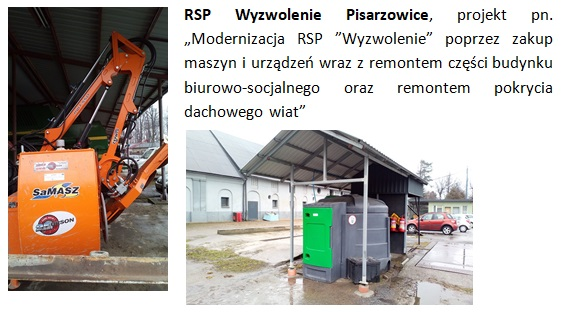 RSP Wyzwolenie Pisarzowice, projekt pn.
„Modernizacja RSP ”Wyzwolenie” poprzez zakup
maszyn i urządzeń wraz z remontem części budynku
biurowo-socjalnego oraz remontem pokrycia
dachowego wiat”
SaMASZ